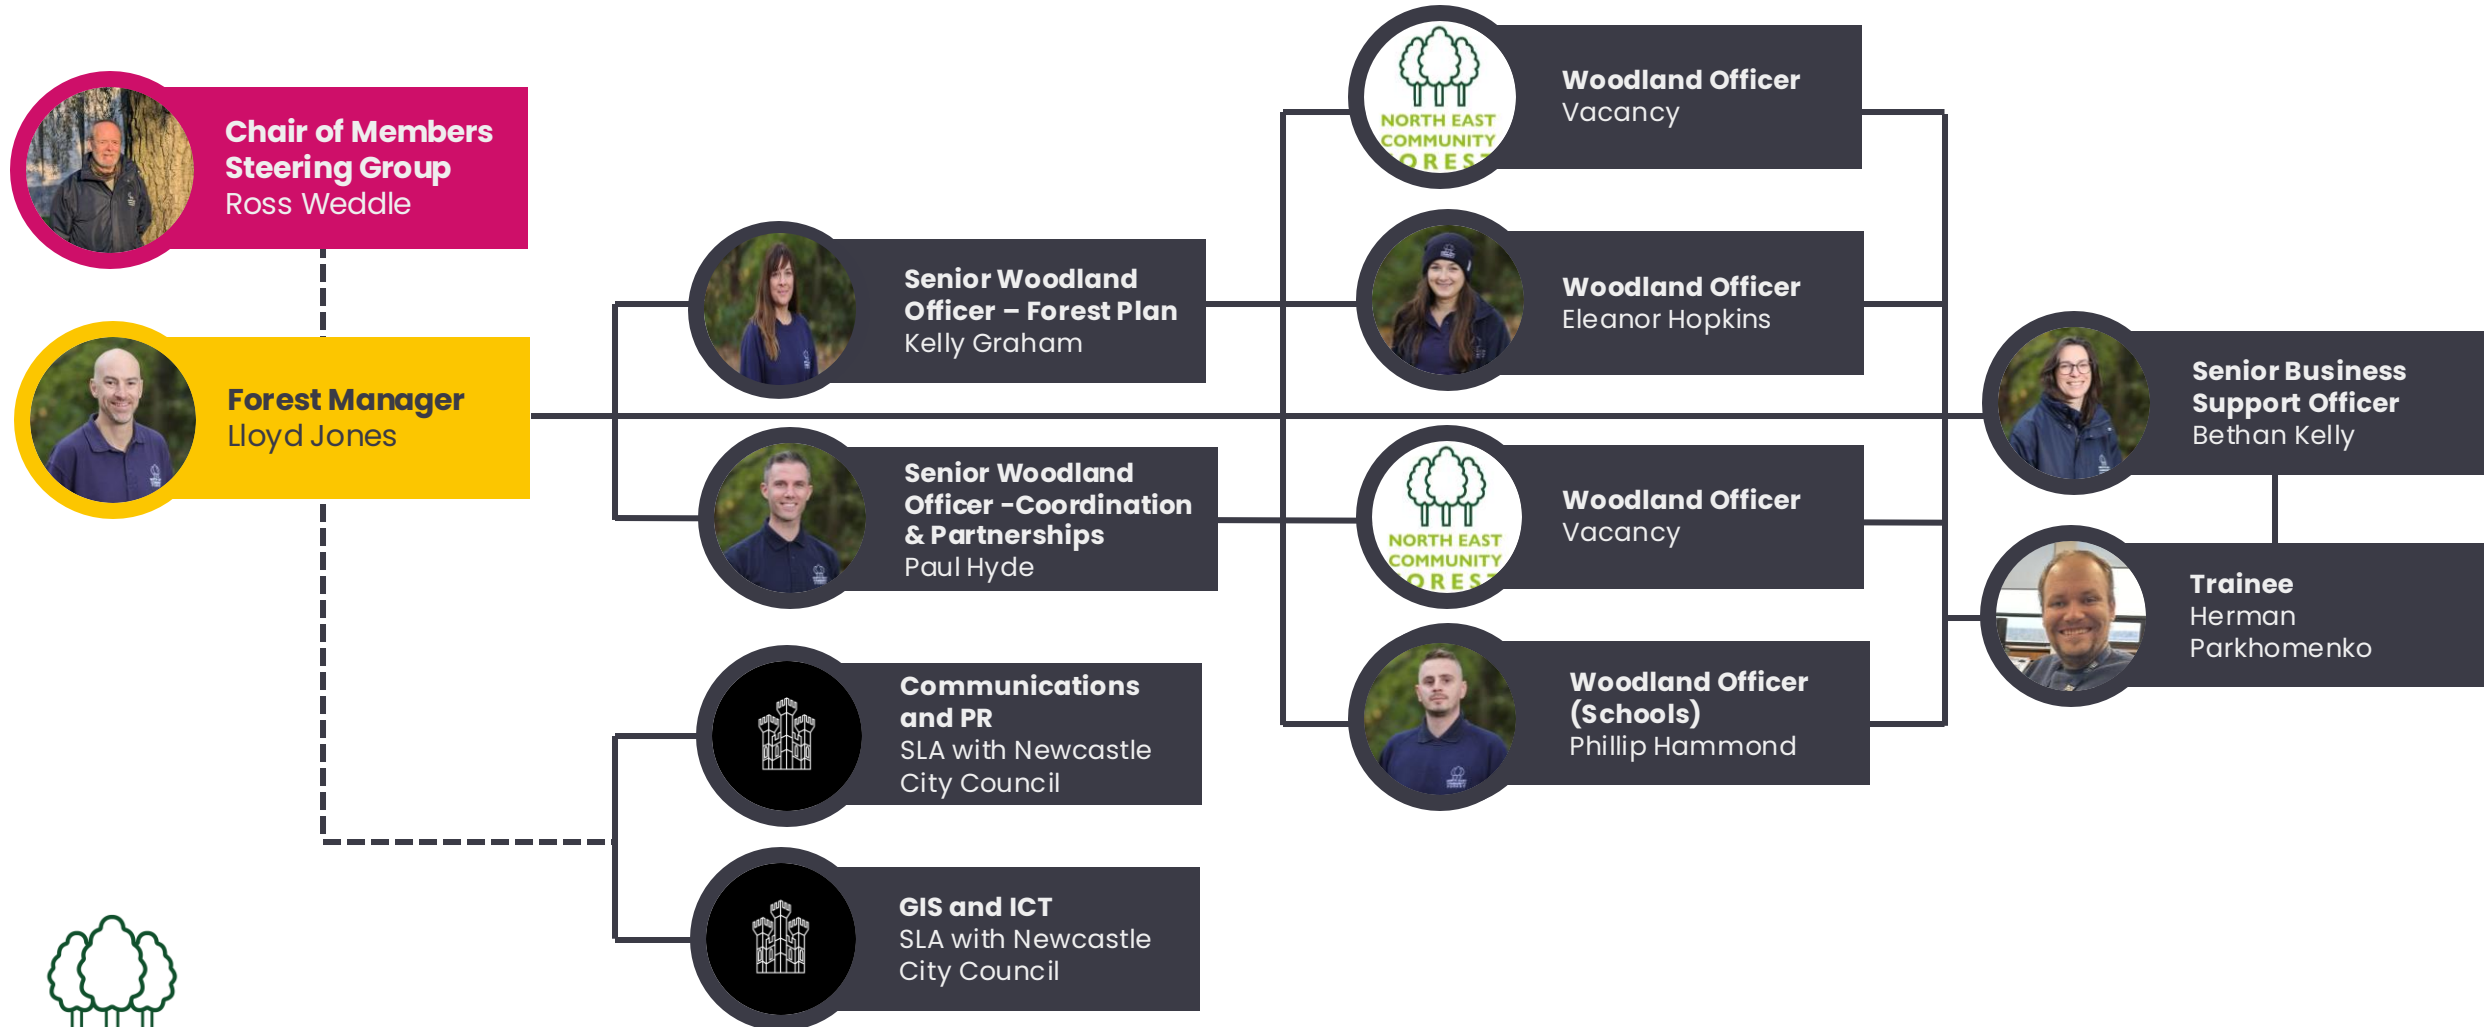 Chair of Members
Steering Group
Ross Weddle
Forest Manager
Lloyd Jones
Senior Woodland
Officer – Forest Plan
Kelly Graham
Senior Woodland
Officer -Coordination
& Partnerships
Paul Hyde
Communications
and PR
SLA with Newcastle
City Council
GIS and ICT
SLA with Newcastle
City Council
NORTH EAST
COMMUNITY
FOREST
Woodland Officer
Vacancy
Woodland Officer
Eleanor Hopkins
NORTH EAST
COMMUNITY
FOREST
Woodland Officer
Vacancy
Woodland Officer
(Schools)
Phillip Hammond
Senior Business
Support Officer
Bethan Kelly
Trainee
Herman
Parkhomenko